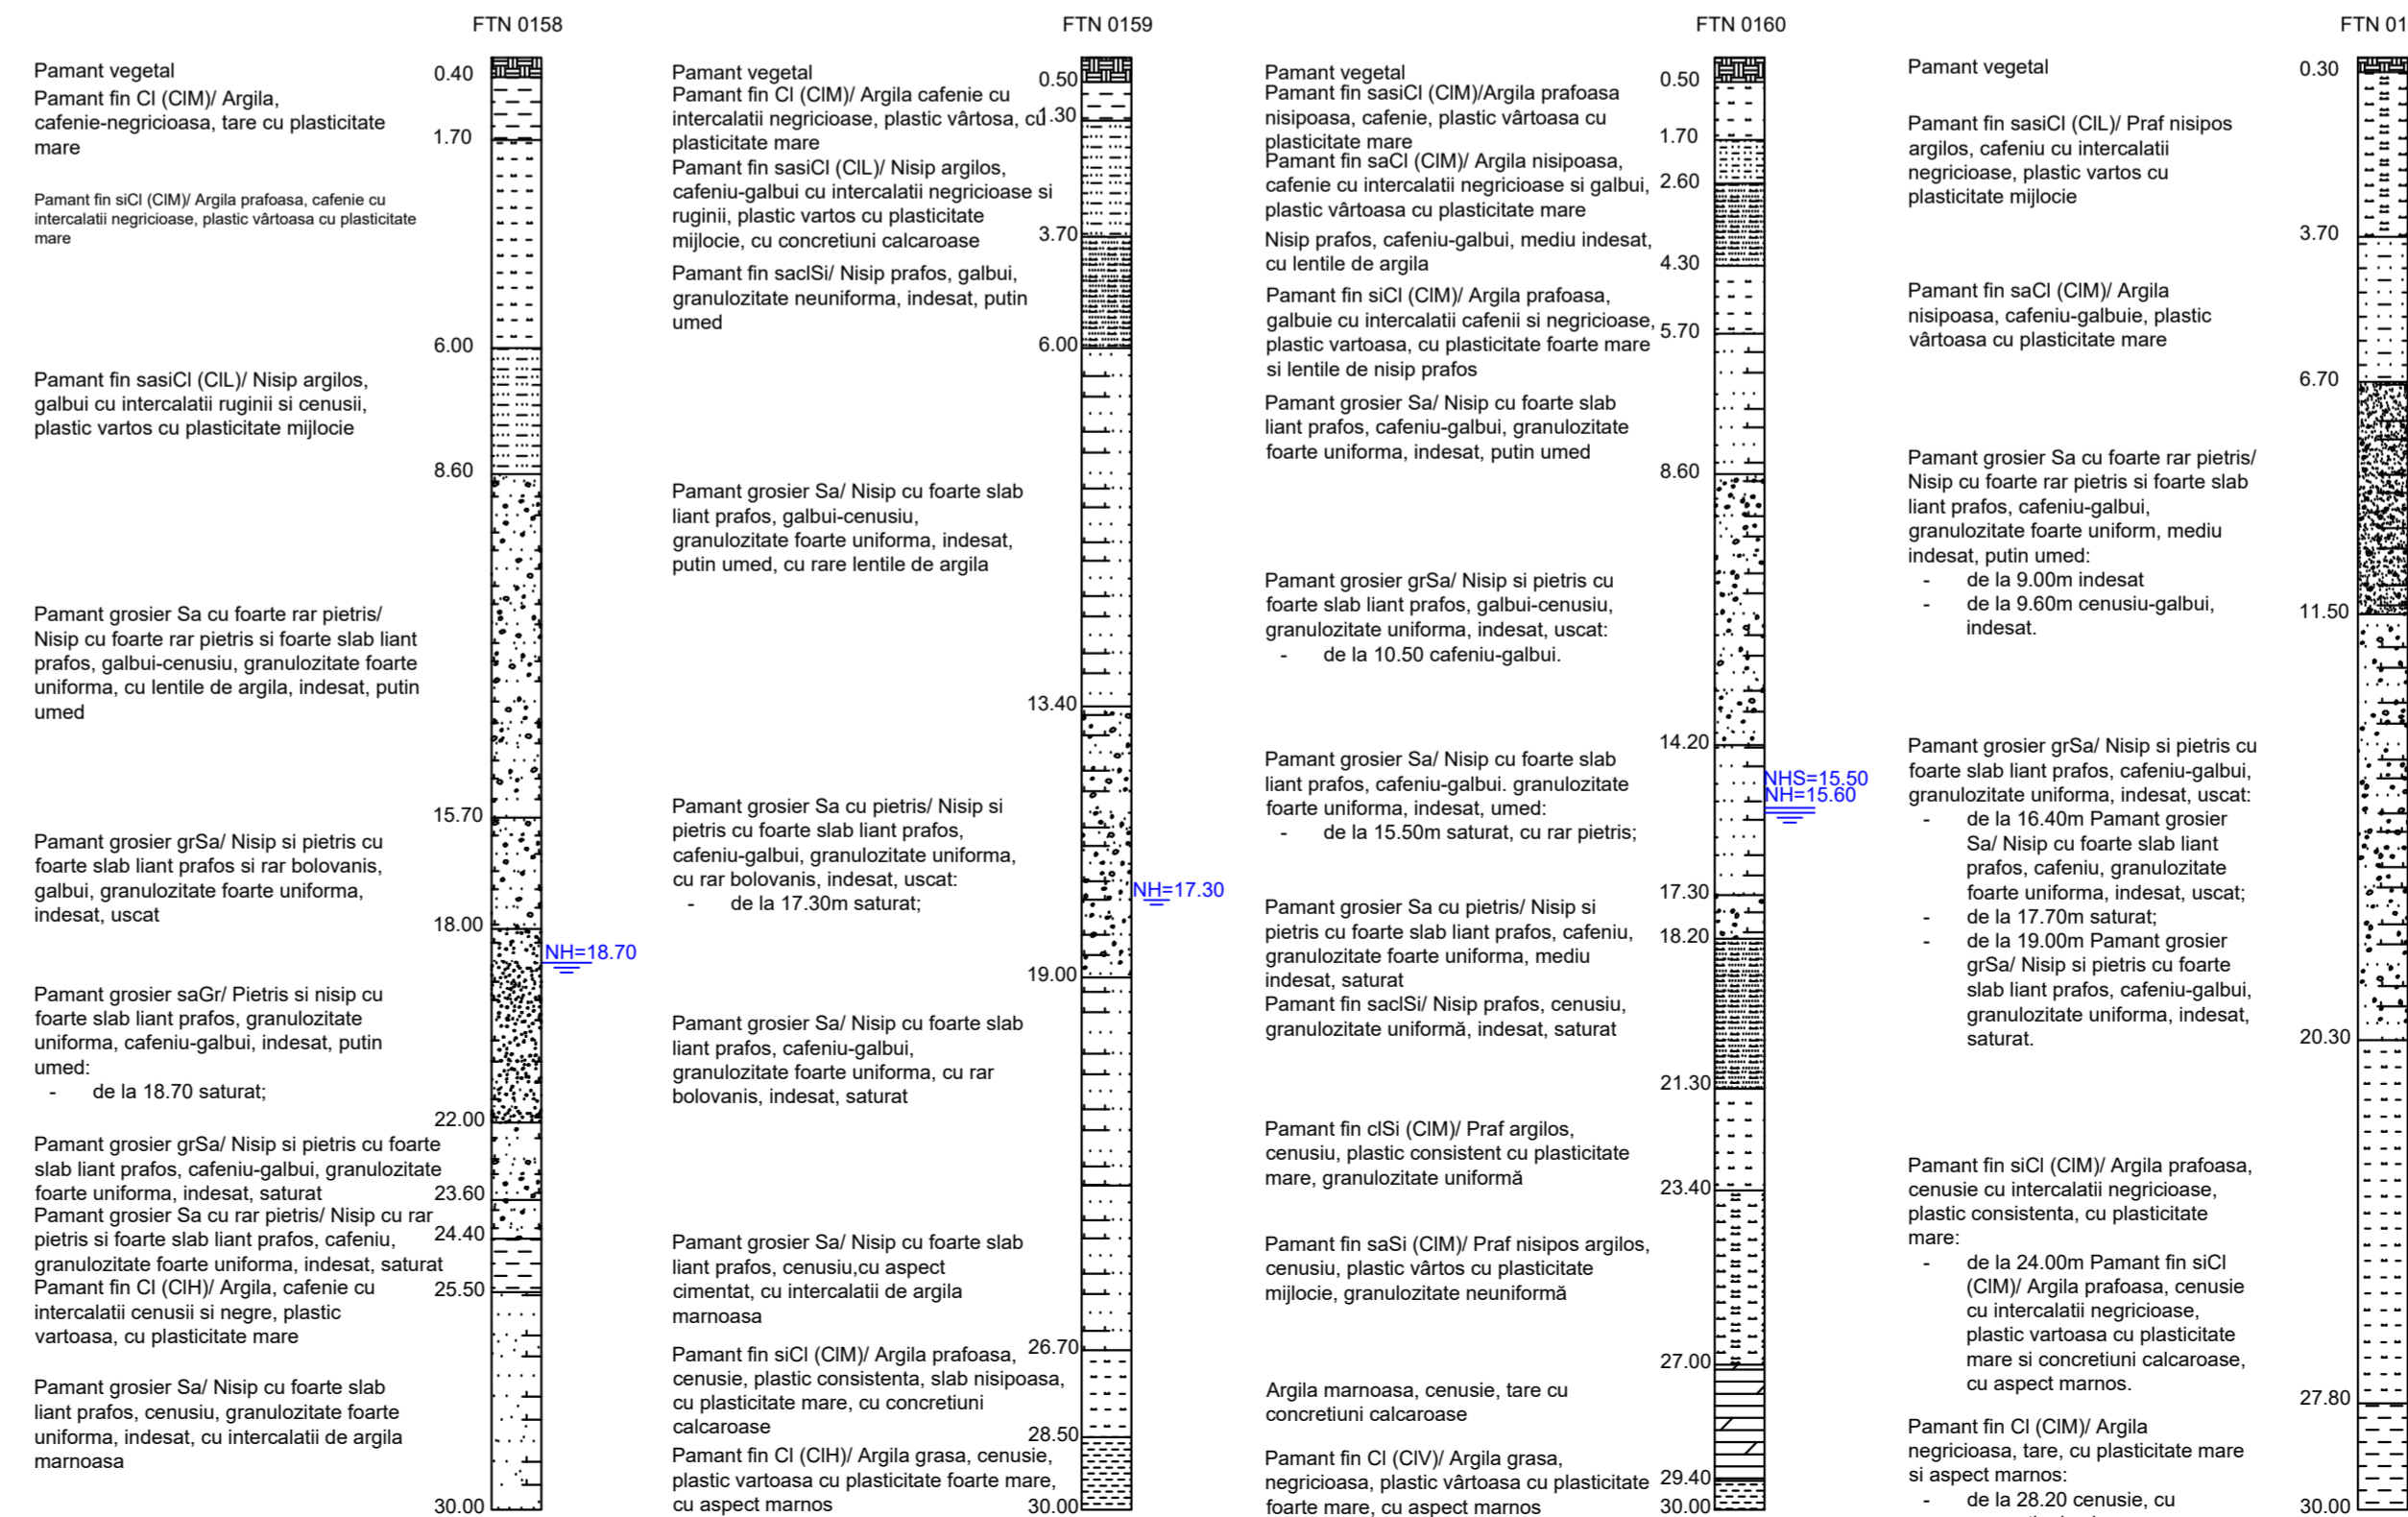 FTN 0158
Pamant vegetal
0.40
Pamant fin Cl (ClM)/ Argila,
cafenie-negricioasa, tare cu plasticitate
mare
1.70
Pamant fin siCl (ClM)/ Argila prafoasa, cafenie cu
intercalatii negricioase, plastic vârtoasa cu plasticitate
mare
6.00
Pamant fin sasiCl (ClL)/ Nisip argilos,
galbui cu intercalatii ruginii si cenusii,
plastic vartos cu plasticitate mijlocie
8.60
Pamant grosier Sa cu foarte rar pietris/
Nisip cu foarte rar pietris si foarte slab liant
prafos, galbui-cenusiu, granulozitate foarte
uniforma, cu lentile de argila, indesat, putin
umed
15.70
Pamant grosier grSa/ Nisip si pietris cu
foarte slab liant prafos si rar bolovanis,
galbui, granulozitate foarte uniforma,
indesat, uscat
18.00
NH=18.70
Pamant grosier saGr/ Pietris si nisip cu
foarte slab liant prafos, granulozitate
uniforma, cafeniu-galbui, indesat, putin
umed:
- de la 18.70 saturat;
22.00
Pamant grosier grSa/ Nisip si pietris cu foarte
slab liant prafos, cafeniu-galbui, granulozitate
foarte uniforma, indesat, saturat
23.60
Pamant grosier Sa cu rar pietris/ Nisip cu rar
pietris si foarte slab liant prafos, cafeniu,
granulozitate foarte uniforma, indesat, saturat
24.40
Pamant fin Cl (ClH)/ Argila, cafenie cu
intercalatii cenusii si negre, plastic
vartoasa, cu plasticitate mare
25.50
Pamant grosier Sa/ Nisip cu foarte slab
liant prafos, cenusiu, granulozitate foarte
uniforma, indesat, cu intercalatii de argila
marnoasa
30.00
FTN 0159
Pamant vegetal
0.50
Pamant fin Cl (ClM)/ Argila cafenie cu
intercalatii negricioase, plastic vârtosa, cu
plasticitate mare
1.30
Pamant fin sasiCl (ClL)/ Nisip argilos,
cafeniu-galbui cu intercalatii negricioase si
ruginii, plastic vartos cu plasticitate
mijlocie, cu concretiuni calcaroase
3.70
Pamant fin saclSi/ Nisip prafos, galbui,
granulozitate neuniforma, indesat, putin
umed
6.00
Pamant grosier Sa/ Nisip cu foarte slab
liant prafos, galbui-cenusiu,
granulozitate foarte uniforma, indesat,
putin umed, cu rare lentile de argila
13.40
Pamant grosier Sa cu pietris/ Nisip si
pietris cu foarte slab liant prafos,
cafeniu-galbui, granulozitate uniforma,
cu rar bolovanis, indesat, uscat:
- de la 17.30m saturat;
NH=17.30
19.00
Pamant grosier Sa/ Nisip cu foarte slab
liant prafos, cafeniu-galbui,
granulozitate foarte uniforma, cu rar
bolovanis, indesat, saturat
Pamant grosier Sa/ Nisip cu foarte slab
liant prafos, cenusiu,cu aspect
cimentat, cu intercalatii de argila
marnoasa
26.70
Pamant fin siCl (ClM)/ Argila prafoasa,
cenusie, plastic consistenta, slab nisipoasa,
cu plasticitate mare, cu concretiuni
calcaroase
28.50
Pamant fin Cl (ClH)/ Argila grasa, cenusie,
plastic vartoasa cu plasticitate foarte mare,
cu aspect marnos
30.00
FTN 0160
Pamant vegetal
0.50
Pamant fin sasiCl (ClM)/Argila prafoasa
nisipoasa, cafenie, plastic vârtoasa cu
plasticitate mare
1.70
Pamant fin saCl (ClM)/ Argila nisipoasa,
cafenie cu intercalatii negricioase si galbui,
plastic vârtoasa cu plasticitate mare
2.60
Nisip prafos, cafeniu-galbui, mediu indesat,
cu lentile de argila
4.30
Pamant fin siCl (ClM)/ Argila prafoasa,
galbuie cu intercalatii cafenii si negricioase,
plastic vartoasa, cu plasticitate foarte mare
si lentile de nisip prafos
5.70
Pamant grosier Sa/ Nisip cu foarte slab
liant prafos, cafeniu-galbui, granulozitate
foarte uniforma, indesat, putin umed
8.60
Pamant grosier grSa/ Nisip si pietris cu
foarte slab liant prafos, galbui-cenusiu,
granulozitate uniforma, indesat, uscat:
- de la 10.50 cafeniu-galbui.
14.20
Pamant grosier Sa/ Nisip cu foarte slab
liant prafos, cafeniu-galbui. granulozitate
foarte uniforma, indesat, umed:
- de la 15.50m saturat, cu rar pietris;
NHS=15.50
NH=15.60
17.30
Pamant grosier Sa cu pietris/ Nisip si
pietris cu foarte slab liant prafos, cafeniu,
granulozitate foarte uniforma, mediu
indesat, saturat
18.20
Pamant fin saclSi/ Nisip prafos, cenusiu,
granulozitate uniformă, indesat, saturat
21.30
Pamant fin clSi (ClM)/ Praf argilos,
cenusiu, plastic consistent cu plasticitate
mare, granulozitate uniformă
23.40
Pamant fin saSi (ClM)/ Praf nisipos argilos,
cenusiu, plastic vârtos cu plasticitate
mijlocie, granulozitate neuniformă
27.00
Argila marnoasa, cenusie, tare cu
concretiuni calcaroase
Pamant fin Cl (ClV)/ Argila grasa,
negricioasa, plastic vârtoasa cu plasticitate
foarte mare, cu aspect marnos
29.40
30.00
FTN 01
Pamant vegetal
0.30
Pamant fin sasiCl (ClL)/ Praf nisipos
argilos, cafeniu cu intercalatii
negricioase, plastic vartos cu
plasticitate mijlocie
3.70
Pamant fin saCl (ClM)/ Argila
nisipoasa, cafeniu-galbuie, plastic
vârtoasa cu plasticitate mare
6.70
Pamant grosier Sa cu foarte rar pietris/
Nisip cu foarte rar pietris si foarte slab
liant prafos, cafeniu-galbui,
granulozitate foarte uniform, mediu
indesat, putin umed:
- de la 9.00m indesat
- de la 9.60m cenusiu-galbui,
indesat.
11.50
Pamant grosier grSa/ Nisip si pietris cu
foarte slab liant prafos, cafeniu-galbui,
granulozitate uniforma, indesat, uscat:
- de la 16.40m Pamant grosier
Sa/ Nisip cu foarte slab liant
prafos, cafeniu, granulozitate
foarte uniforma, indesat, uscat;
- de la 17.70m saturat;
- de la 19.00m Pamant grosier
grSa/ Nisip si pietris cu foarte
slab liant prafos, cafeniu-galbui,
granulozitate uniforma, indesat,
saturat.
20.30
Pamant fin siCl (ClM)/ Argila prafoasa,
cenusie cu intercalatii negricioase,
plastic consistenta, cu plasticitate
mare:
- de la 24.00m Pamant fin siCl
(ClM)/ Argila prafoasa, cenusie
cu intercalatii negricioase,
plastic vartoasa cu plasticitate
mare si concretiuni calcaroase,
cu aspect marnos.
27.80
Pamant fin Cl (ClM)/ Argila
negricioasa, tare, cu plasticitate mare
si aspect marnos:
- de la 28.20 cenusie, cu
30.00